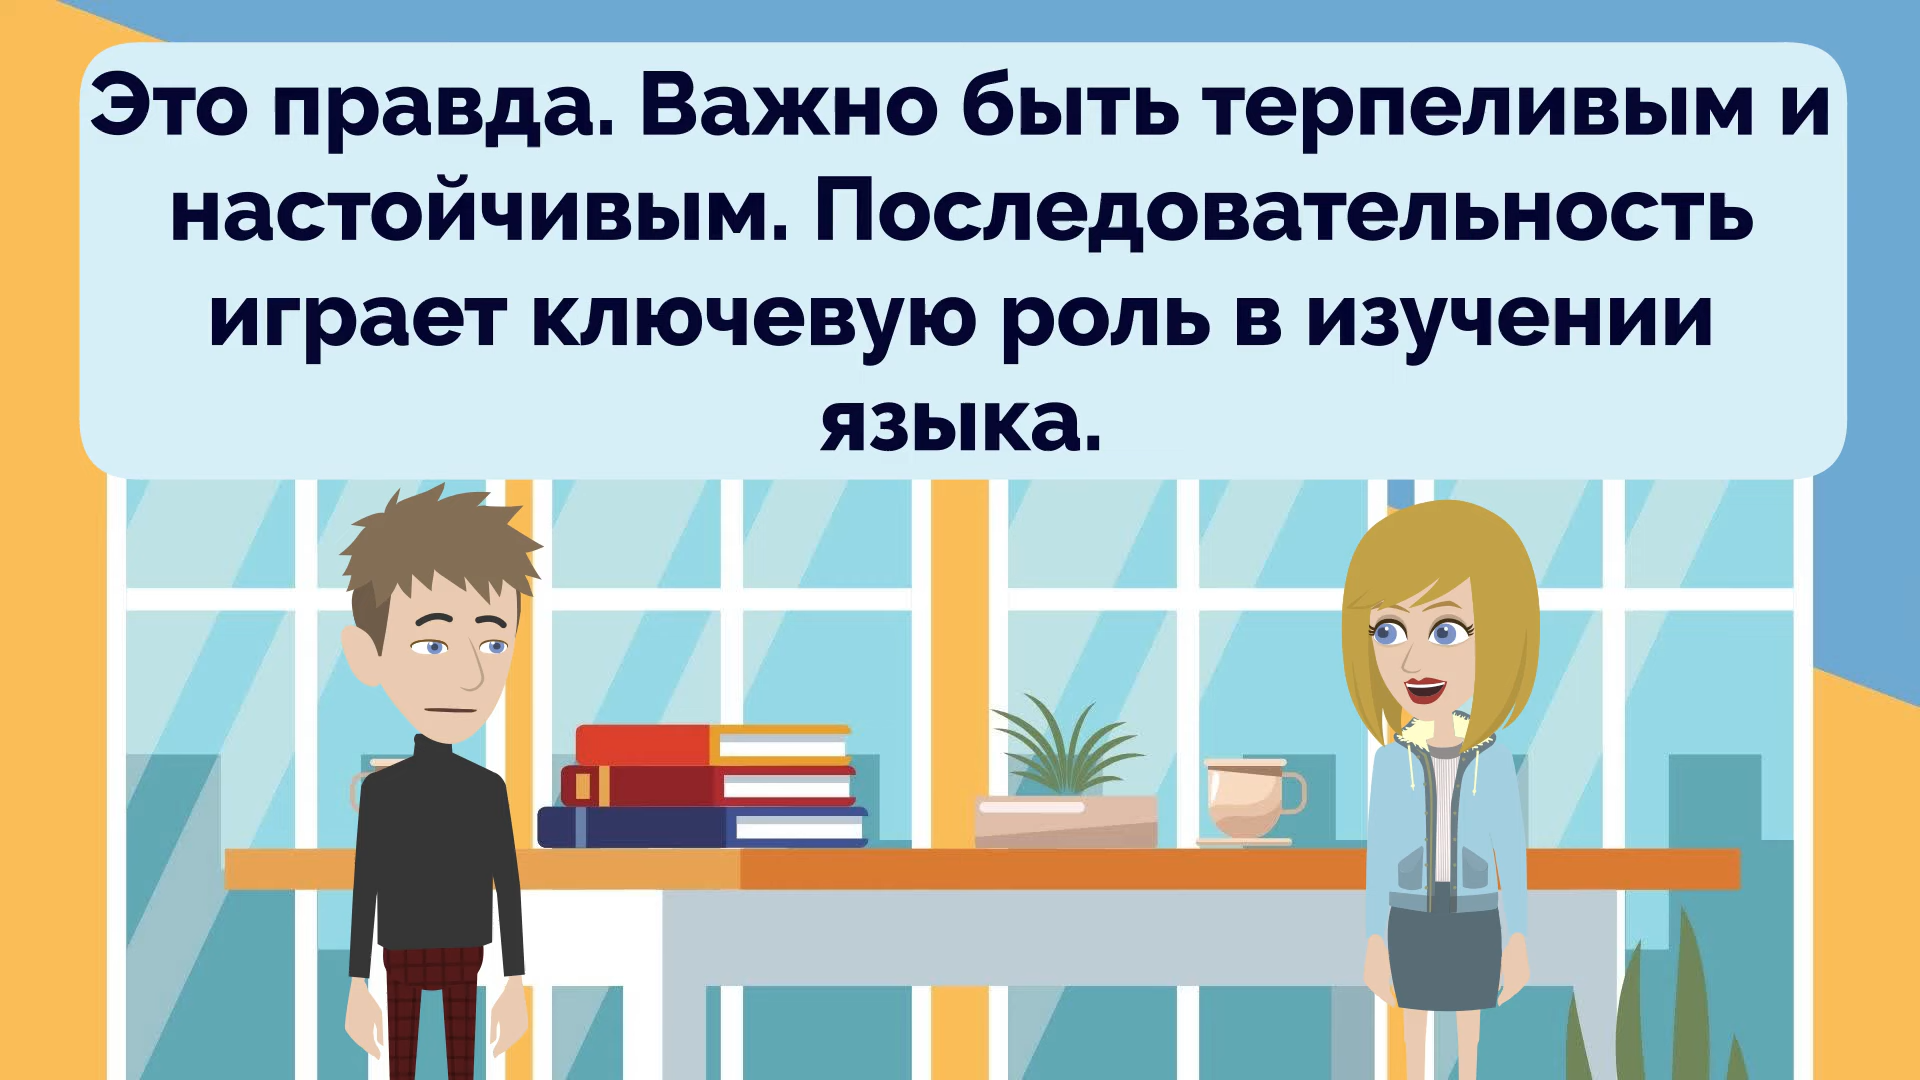 Это правда. Важно быть терпеливым и
настойчивым. Последовательность
играет ключевую роль в изучении
языка.